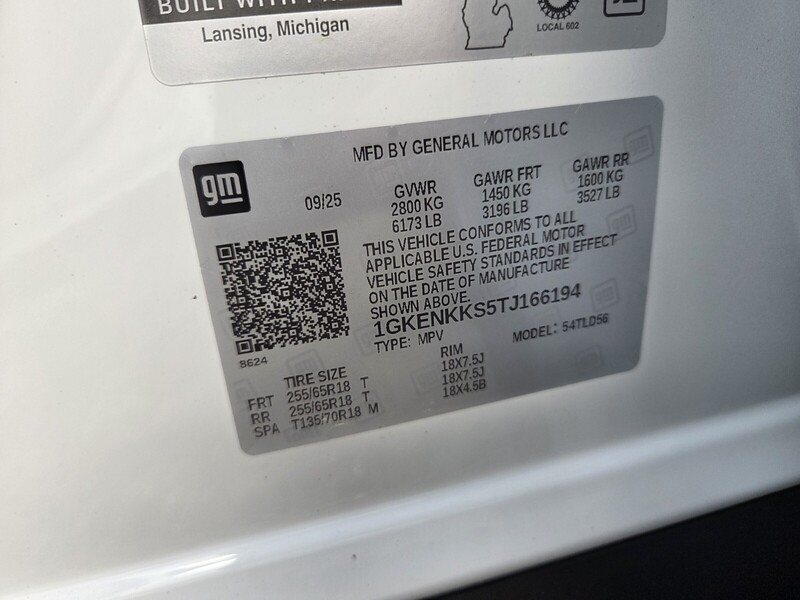 BUILT WITH
Lansing, Michigan
LOCAL 602
gm
MFD BY GENERAL MOTORS LLC
09/25
GVWR
2800 KG
6173 LB
GAWR FRT
1450 KG
3196 LB
GAWR RR
1600 KG
3527 LB
THIS VEHICLE CONFORMS TO ALL
APPLICABLE U.S. FEDERAL MOTOR
VEHICLE SAFETY STANDARDS IN EFFECT
ON THE DATE OF MANUFACTURE
SHOWN ABOVE.
1GKENKKS5TJ166194
TYPE: MPV
MODEL: 54TLD56
8624
TIRE SIZE
RIM
FRT 255/65R18 T 18X7.5J
RR 255/65R18 T 18X7.5J
SPA T135/70R18 M 18X4.5B